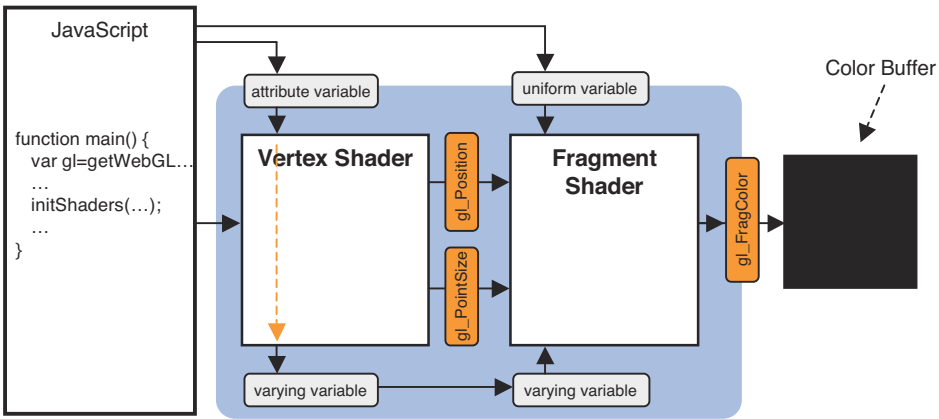 JavaScript
function main() {
var gl=getWebGL…
…
initShaders(…);
…
}
attribute variable
uniform variable
Color Buffer
Vertex Shader
Fragment
Shader
gl_Position
gl_PointSize
gl_FragColor
varying variable
varying variable